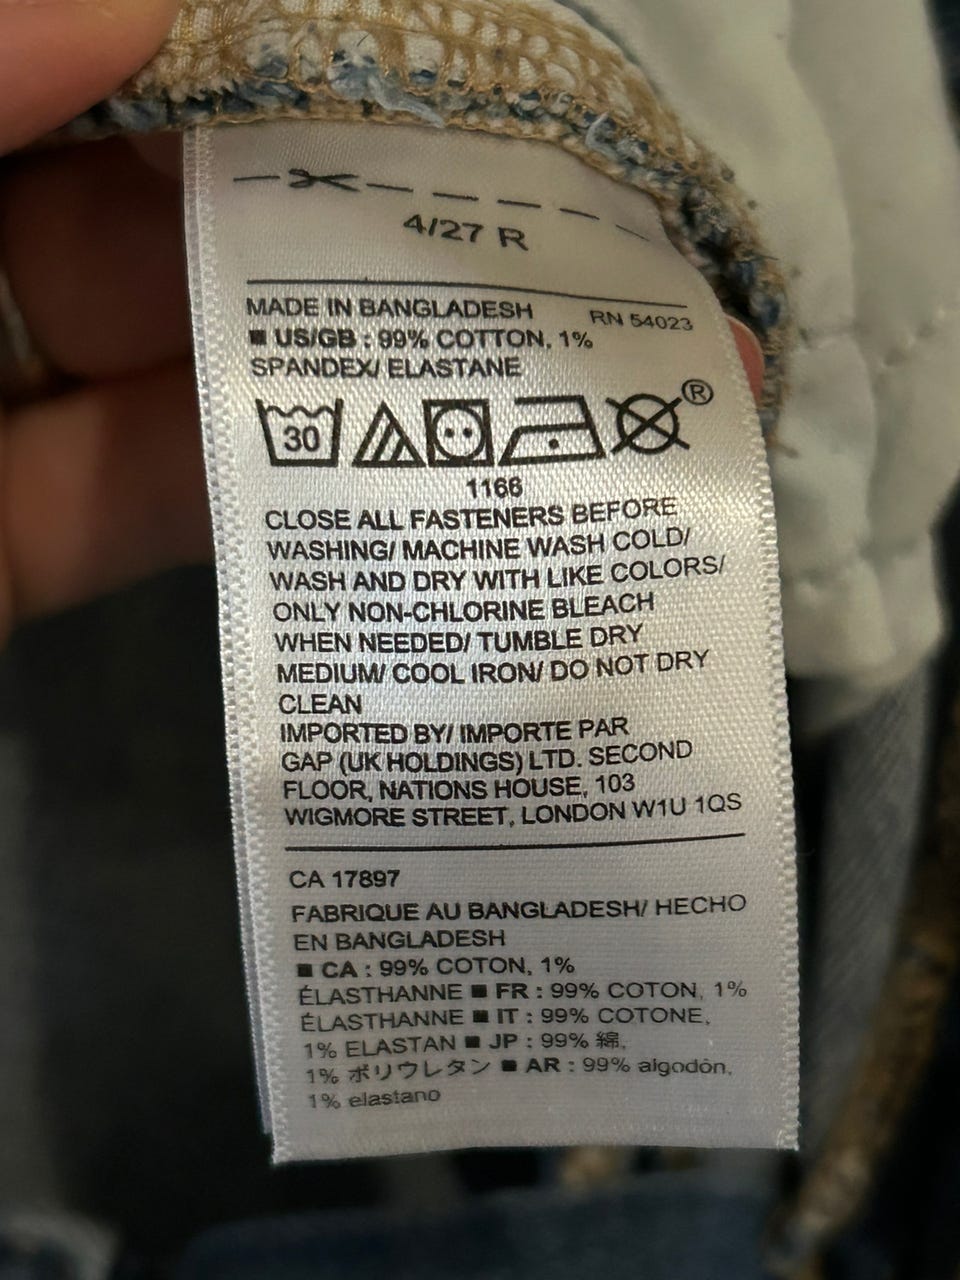 4/27 R
MADE IN BANGLADESH RN 54023
■ US/GB : 99% COTTON, 1%
SPANDEX/ ELASTANE
30
®
1166
CLOSE ALL FASTENERS BEFORE
WASHING/ MACHINE WASH COLD/
WASH AND DRY WITH LIKE COLORS/
ONLY NON-CHLORINE BLEACH
WHEN NEEDED/ TUMBLE DRY
MEDIUM/ COOL IRON/ DO NOT DRY
CLEAN
IMPORTED BY/ IMPORTE PAR
GAP (UK HOLDINGS) LTD. SECOND
FLOOR, NATIONS HOUSE, 103
WIGMORE STREET, LONDON W1U 1QS
CA 17897
FABRIQUE AU BANGLADESH/ HECHO
EN BANGLADESH
■ CA : 99% COTON, 1%
ÉLASTHANNE ■ FR : 99% COTON, 1%
ÉLASTHANNE ■ IT : 99% COTONE,
1% ELASTAN ■ JP : 99% 綿,
1% ポリウレタン ■ AR : 99% algodón,
1% elastano